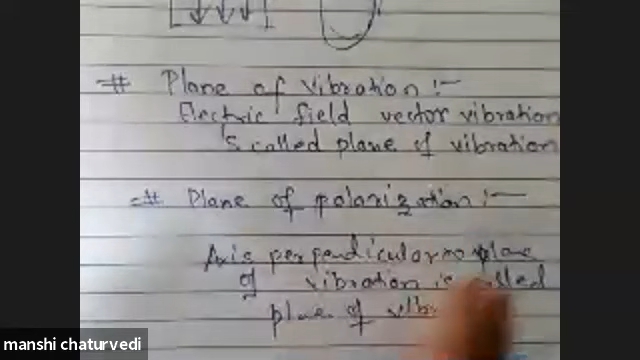 # Plane of vibration :-
Electric field vector vibration
is called plane of vibration
# Plane of polarization :-
Axis perpendicular to plane
of vibration is called
plane of vib
manshi chaturvedi